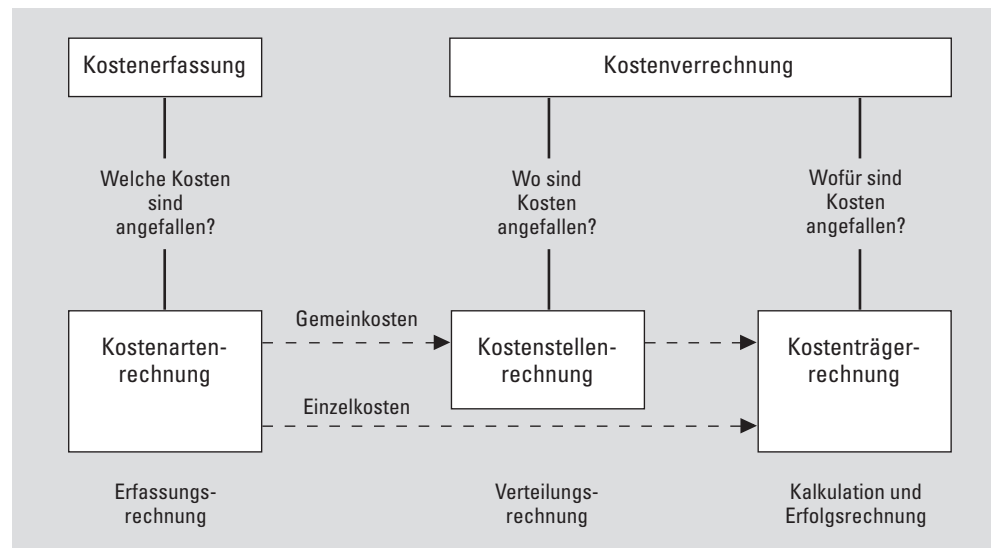 Kostenerfassung
Kostenverrechnung
Welche Kosten
sind
angefallen?
Wo sind
Kosten
angefallen?
Wofür sind
Kosten
angefallen?
Kostenarten-
rechnung
Gemeinkosten
Einzelkosten
Kostenstellen-
rechnung
Kostenträger-
rechnung
Erfassungs-
rechnung
Verteilungs-
rechnung
Kalkulation und
Erfolgsrechnung